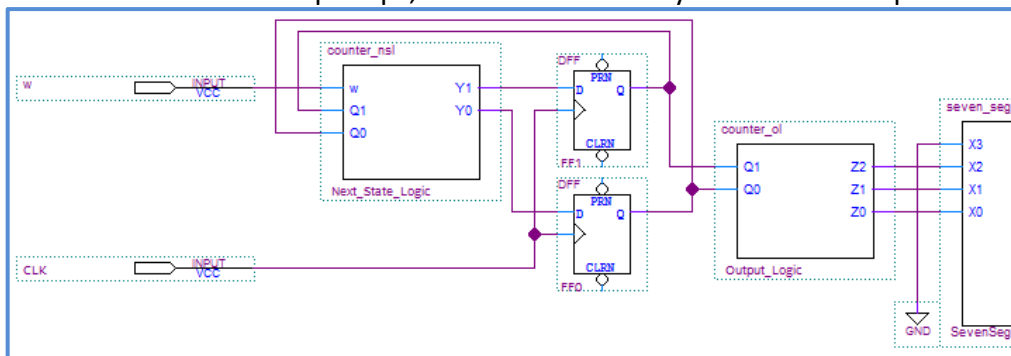 counter_nsl
DFF
PRN
w
INPUT
VCC
w
Y1
D
Q
Q1
Y0
Q0
CLRN
FF1
Next_State_Logic
DFF
PRN
D
Q
CLRN
FF0
CLK
INPUT
VCC
counter_ol
Q1
Z2
Q0
Z1
Z0
Output_Logic
seven_seg
X3
X2
X1
X0
GND
SevenSeg